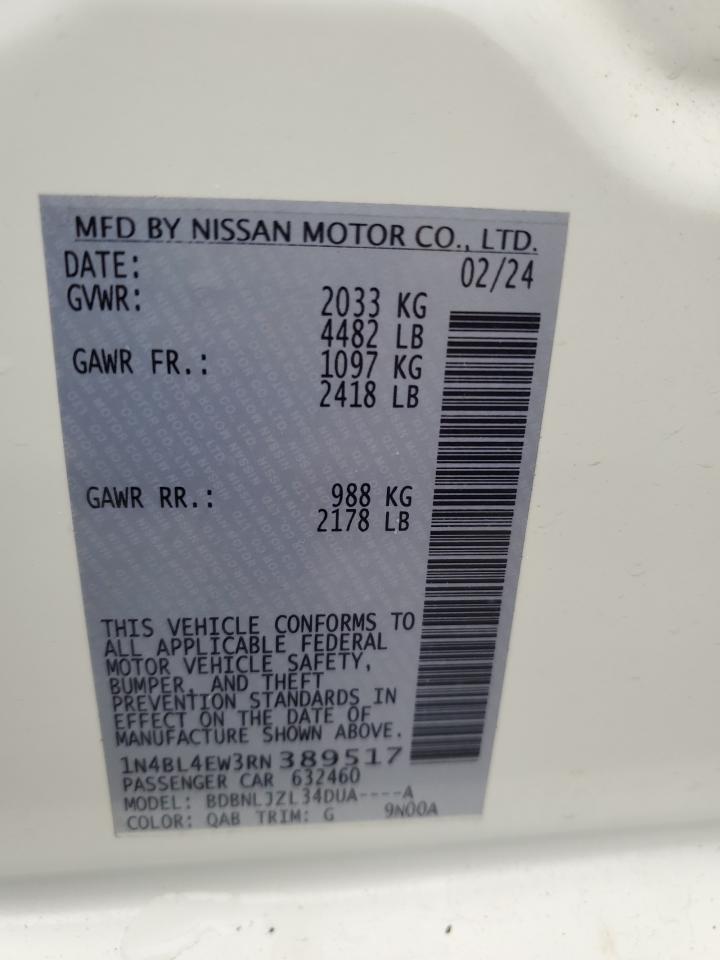 MFD BY NISSAN MOTOR CO., LTD.
DATE: 02/24
GVWR: 2033 KG
4482 LB
GAWR FR.: 1097 KG
2418 LB
GAWR RR.: 988 KG
2178 LB
THIS VEHICLE CONFORMS TO
ALL APPLICABLE FEDERAL
MOTOR VEHICLE SAFETY,
BUMPER, AND THEFT
PREVENTION STANDARDS IN
EFFECT ON THE DATE OF
MANUFACTURE SHOWN ABOVE.
1N4BL4EW3RN389517
PASSENGER CAR 632460
MODEL: BDBNLJZL34DUA----A
COLOR: QAB TRIM: G 9N00A